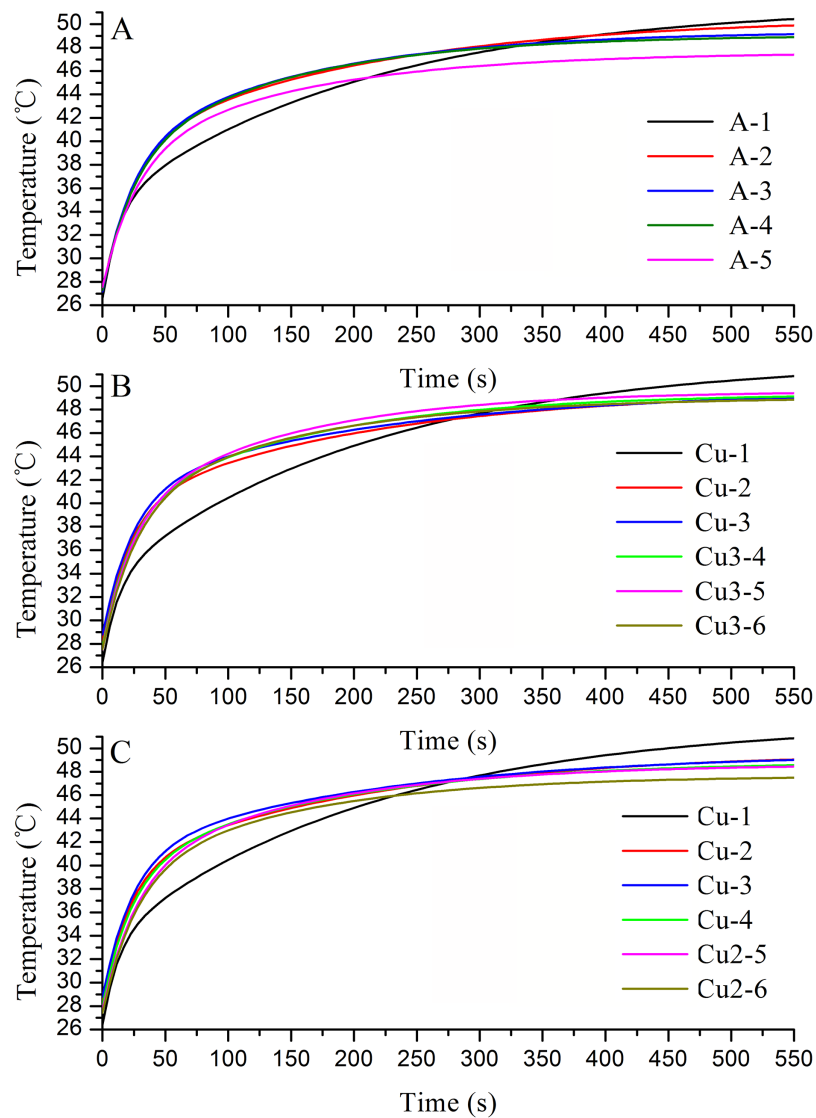 A
50
48
46
44
42
40
38
36
34
32
30
28
26
Temperature (℃)
A-1
A-2
A-3
A-4
A-5
0 50 100 150 200 250 300 350 400 450 500 550
Time (s)
B
50
48
46
44
42
40
38
36
34
32
30
28
26
Temperature (℃)
Cu-1
Cu-2
Cu-3
Cu3-4
Cu3-5
Cu3-6
0 50 100 150 200 250 300 350 400 450 500 550
Time (s)
C
50
48
46
44
42
40
38
36
34
32
30
28
26
Temperature (℃)
Cu-1
Cu-2
Cu-3
Cu-4
Cu2-5
Cu2-6
0 50 100 150 200 250 300 350 400 450 500 550
Time (s)